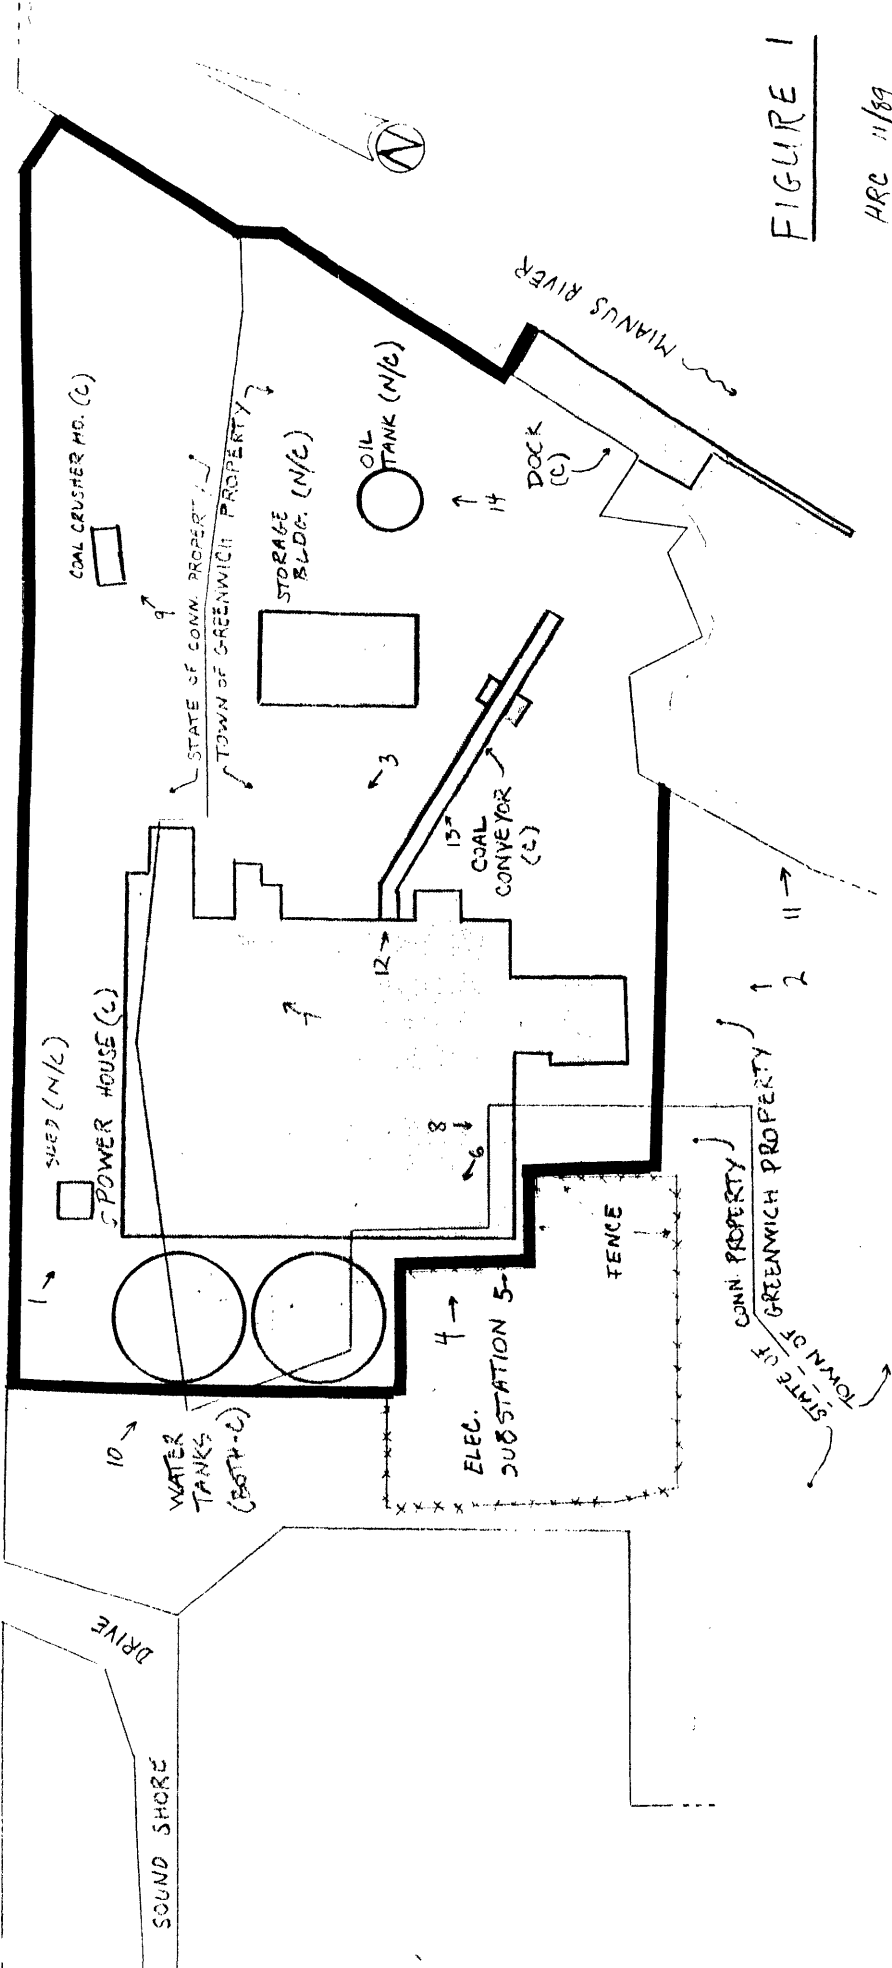 FIGURE 1
HRC 11/89
N
MIANUS RIVER
COAL CRUSHER HO. (C)
STATE OF CONN. PROPERTY
TOWN OF GREENWICH PROPERTY
STORAGE
BLDG. (N/C)
OIL
TANK (N/C)
DOCK
(C)
14
9
3
13
COAL
CONVEYOR
(C)
12
11
2
7
8
6
SHED (N/C)
POWER HOUSE (C)
1
10
WATER
TANKS
(BOTH-C)
4
5
ELEC.
SUBSTATION
FENCE
STATE OF CONN. PROPERTY
TOWN OF GREENWICH PROPERTY
SOUND SHORE DRIVE